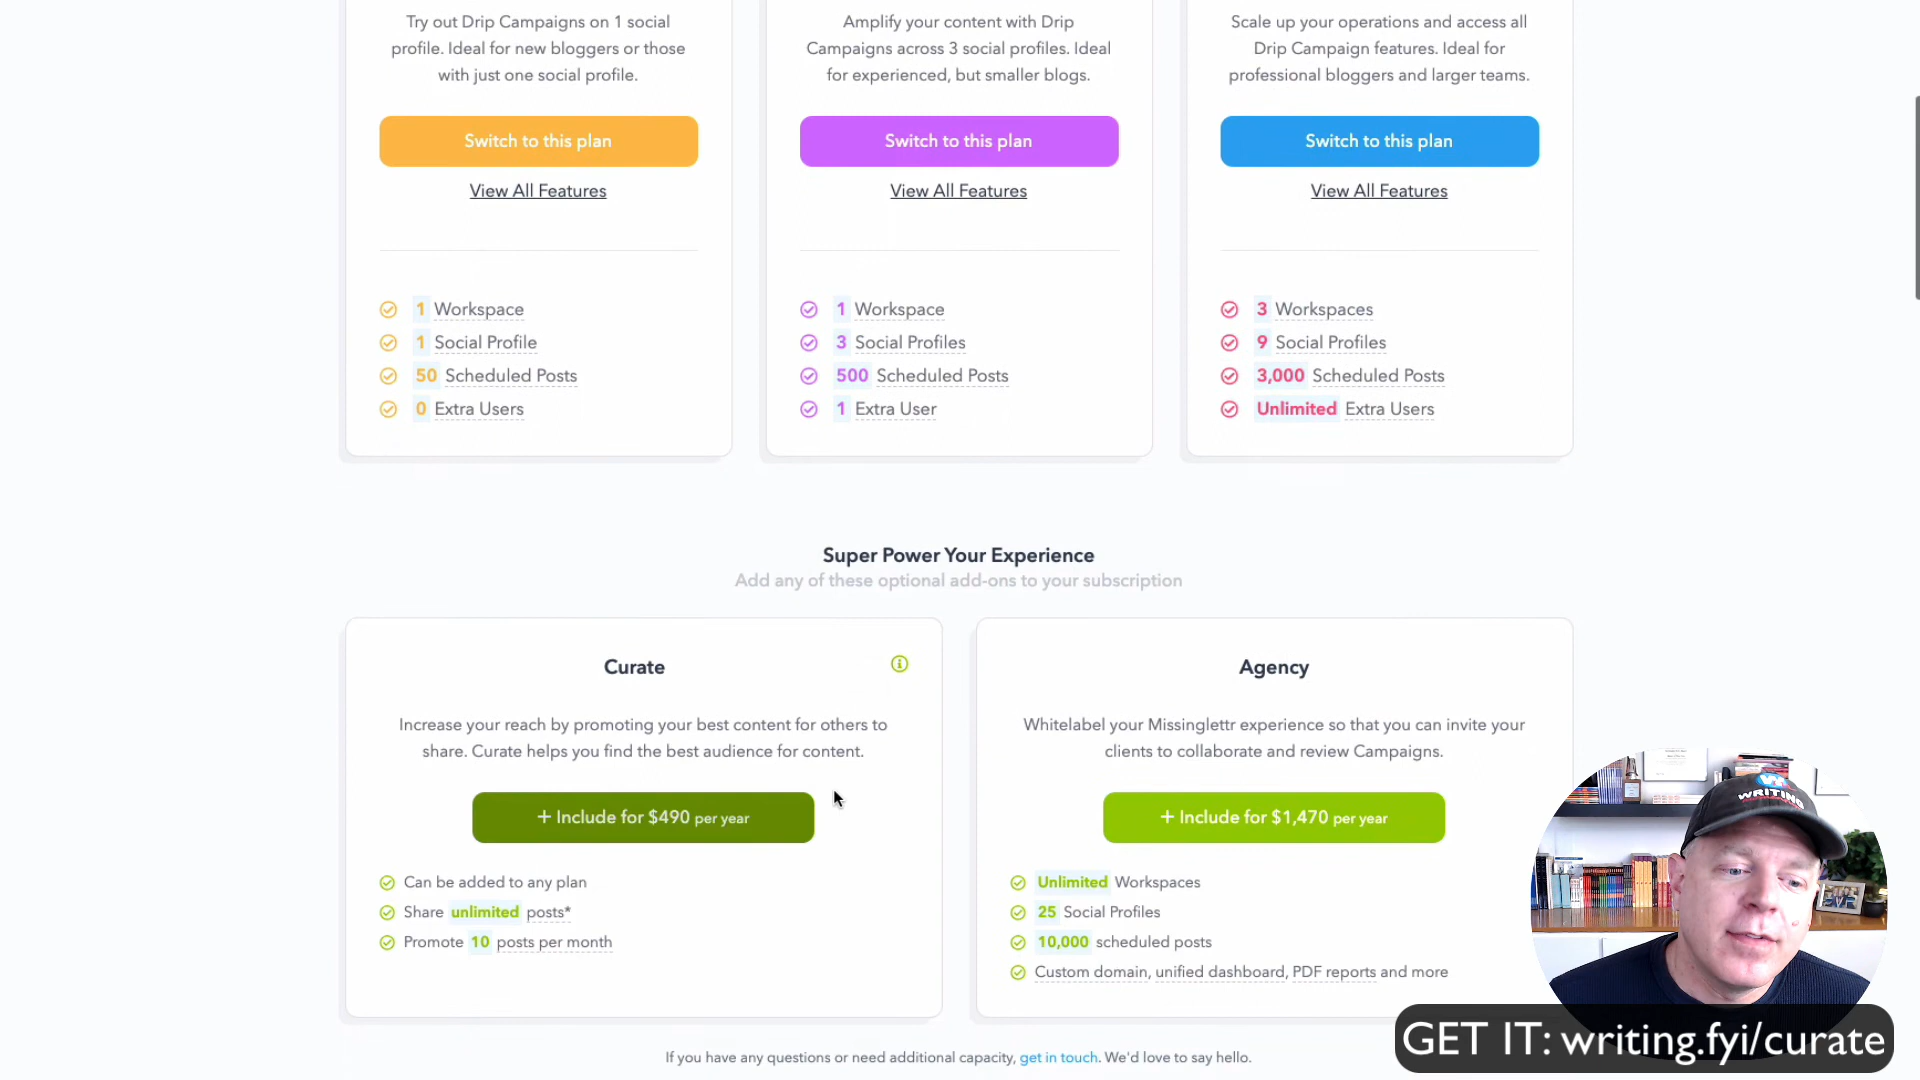 Try out Drip Campaigns on 1 social
profile. Ideal for new bloggers or those
with just one social profile.
Switch to this plan
View All Features
1 Workspace
1 Social Profile
50 Scheduled Posts
0 Extra Users
Amplify your content with Drip
Campaigns across 3 social profiles. Ideal
for experienced, but smaller blogs.
Switch to this plan
View All Features
1 Workspace
3 Social Profiles
500 Scheduled Posts
1 Extra User
Scale up your operations and access all
Drip Campaign features. Ideal for
professional bloggers and larger teams.
Switch to this plan
View All Features
3 Workspaces
9 Social Profiles
3,000 Scheduled Posts
Unlimited Extra Users
Super Power Your Experience
Add any of these optional add-ons to your subscription
Curate
Increase your reach by promoting your best content for others to
share. Curate helps you find the best audience for content.
+ Include for $490 per year
Can be added to any plan
Share unlimited posts*
Promote 10 posts per month
Agency
Whitelabel your Missinglettr experience so that you can invite your
clients to collaborate and review Campaigns.
+ Include for $1,470 per year
Unlimited Workspaces
25 Social Profiles
10,000 scheduled posts
Custom domain, unified dashboard, PDF reports and more
If you have any questions or need additional capacity, get in touch. We'd love to say hello.
WRITING
GET IT: writing.fyi/curate